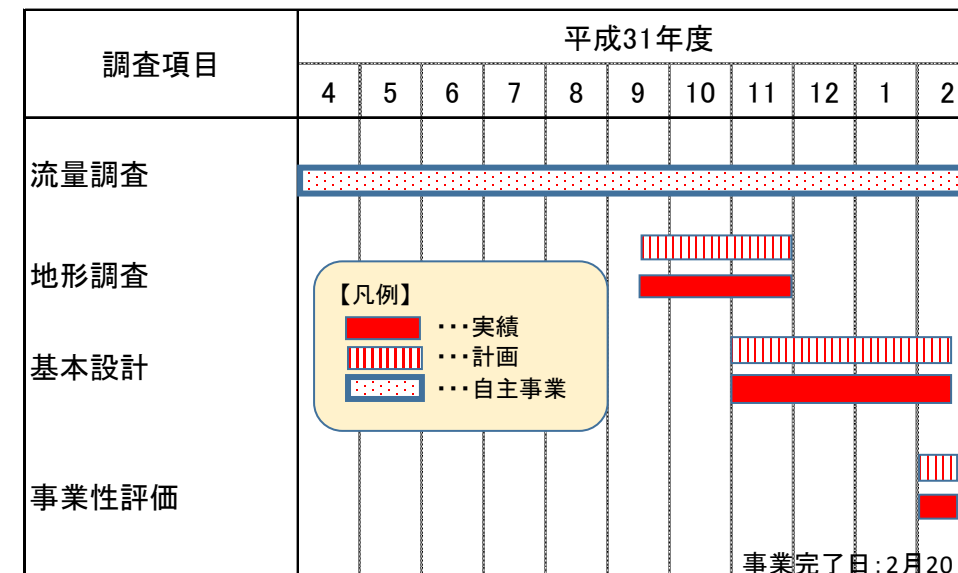 調査項目
平成31年度
4 5 6 7 8 9 10 11 12 1 2
流量調査
地形調査
【凡例】
・・・実績
・・・計画
・・・自主事業
基本設計
事業性評価
事業完了日:2月20